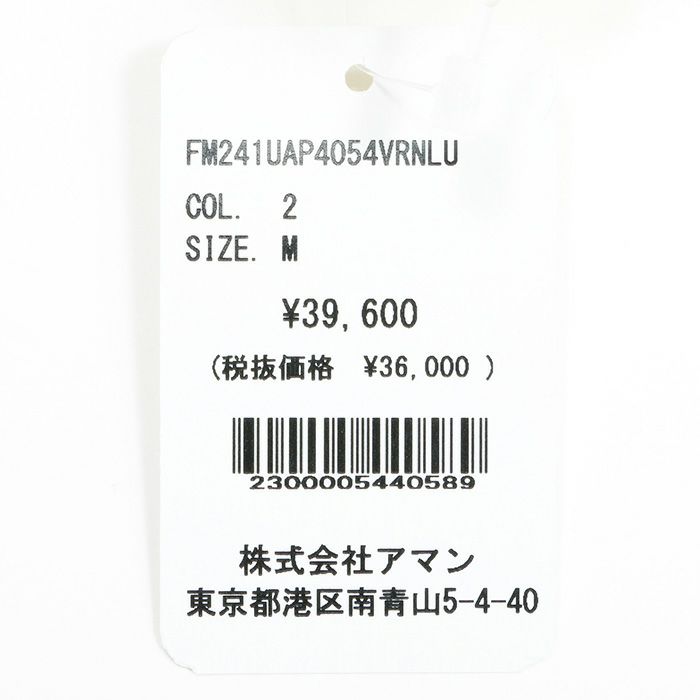 FM241UAP4054VRNLU
COL. 2
SIZE. M
¥39,600
(税抜価格 ¥36,000 )
2300005440589
株式会社アマン
東京都港区南青山5-4-40